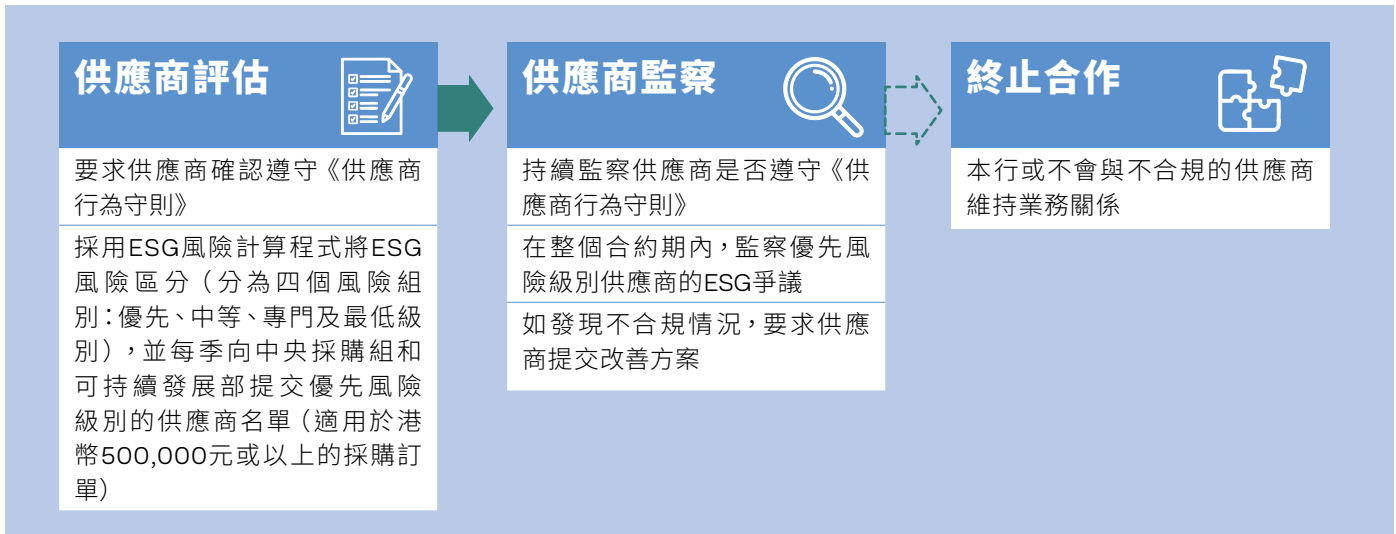 供應商評估
要求供應商確認遵守《供應商
行為守則》
採用ESG風險計算程式將ESG
風險區分（分為四個風險組
別：優先、中等、專門及最低級
別），並每季向中央採購組和
可持續發展部提交優先風險
級別的供應商名單（適用於港
幣500,000元或以上的採購訂
單）
供應商監察
持續監察供應商是否遵守《供
應商行為守則》
在整個合約期內，監察優先風
險級別供應商的ESG爭議
如發現不合規情況，要求供應
商提交改善方案
終止合作
本行或不會與不合規的供應商
維持業務關係